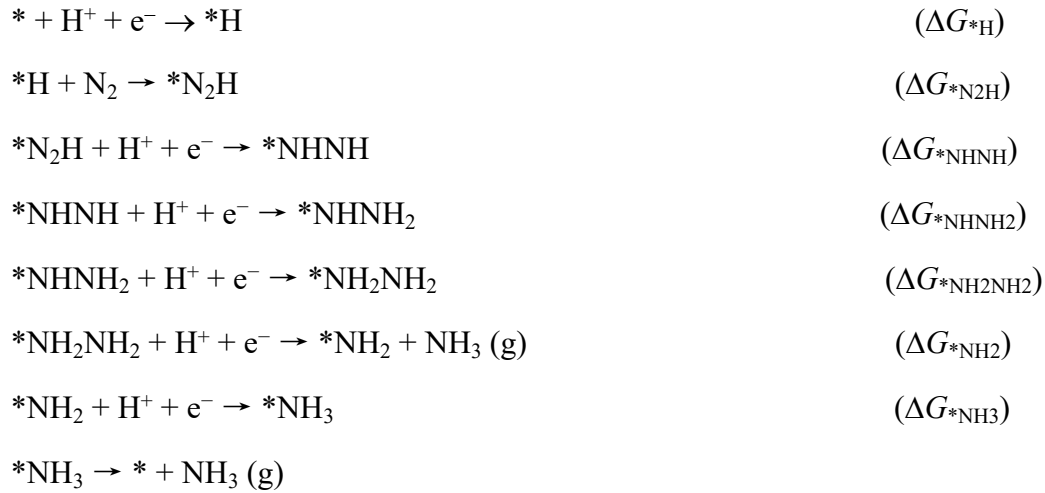 * + H⁺ + e⁻ → *H (ΔG*H)
*H + N₂ → *N₂H (ΔG*N2H)
*N₂H + H⁺ + e⁻ → *NHNH (ΔG*NHNH)
*NHNH + H⁺ + e⁻ → *NHNH₂ (ΔG*NHNH2)
*NHNH₂ + H⁺ + e⁻ → *NH₂NH₂ (ΔG*NH2NH2)
*NH₂NH₂ + H⁺ + e⁻ → *NH₂ + NH₃ (g) (ΔG*NH2)
*NH₂ + H⁺ + e⁻ → *NH₃ (ΔG*NH3)
*NH₃ → * + NH₃ (g)